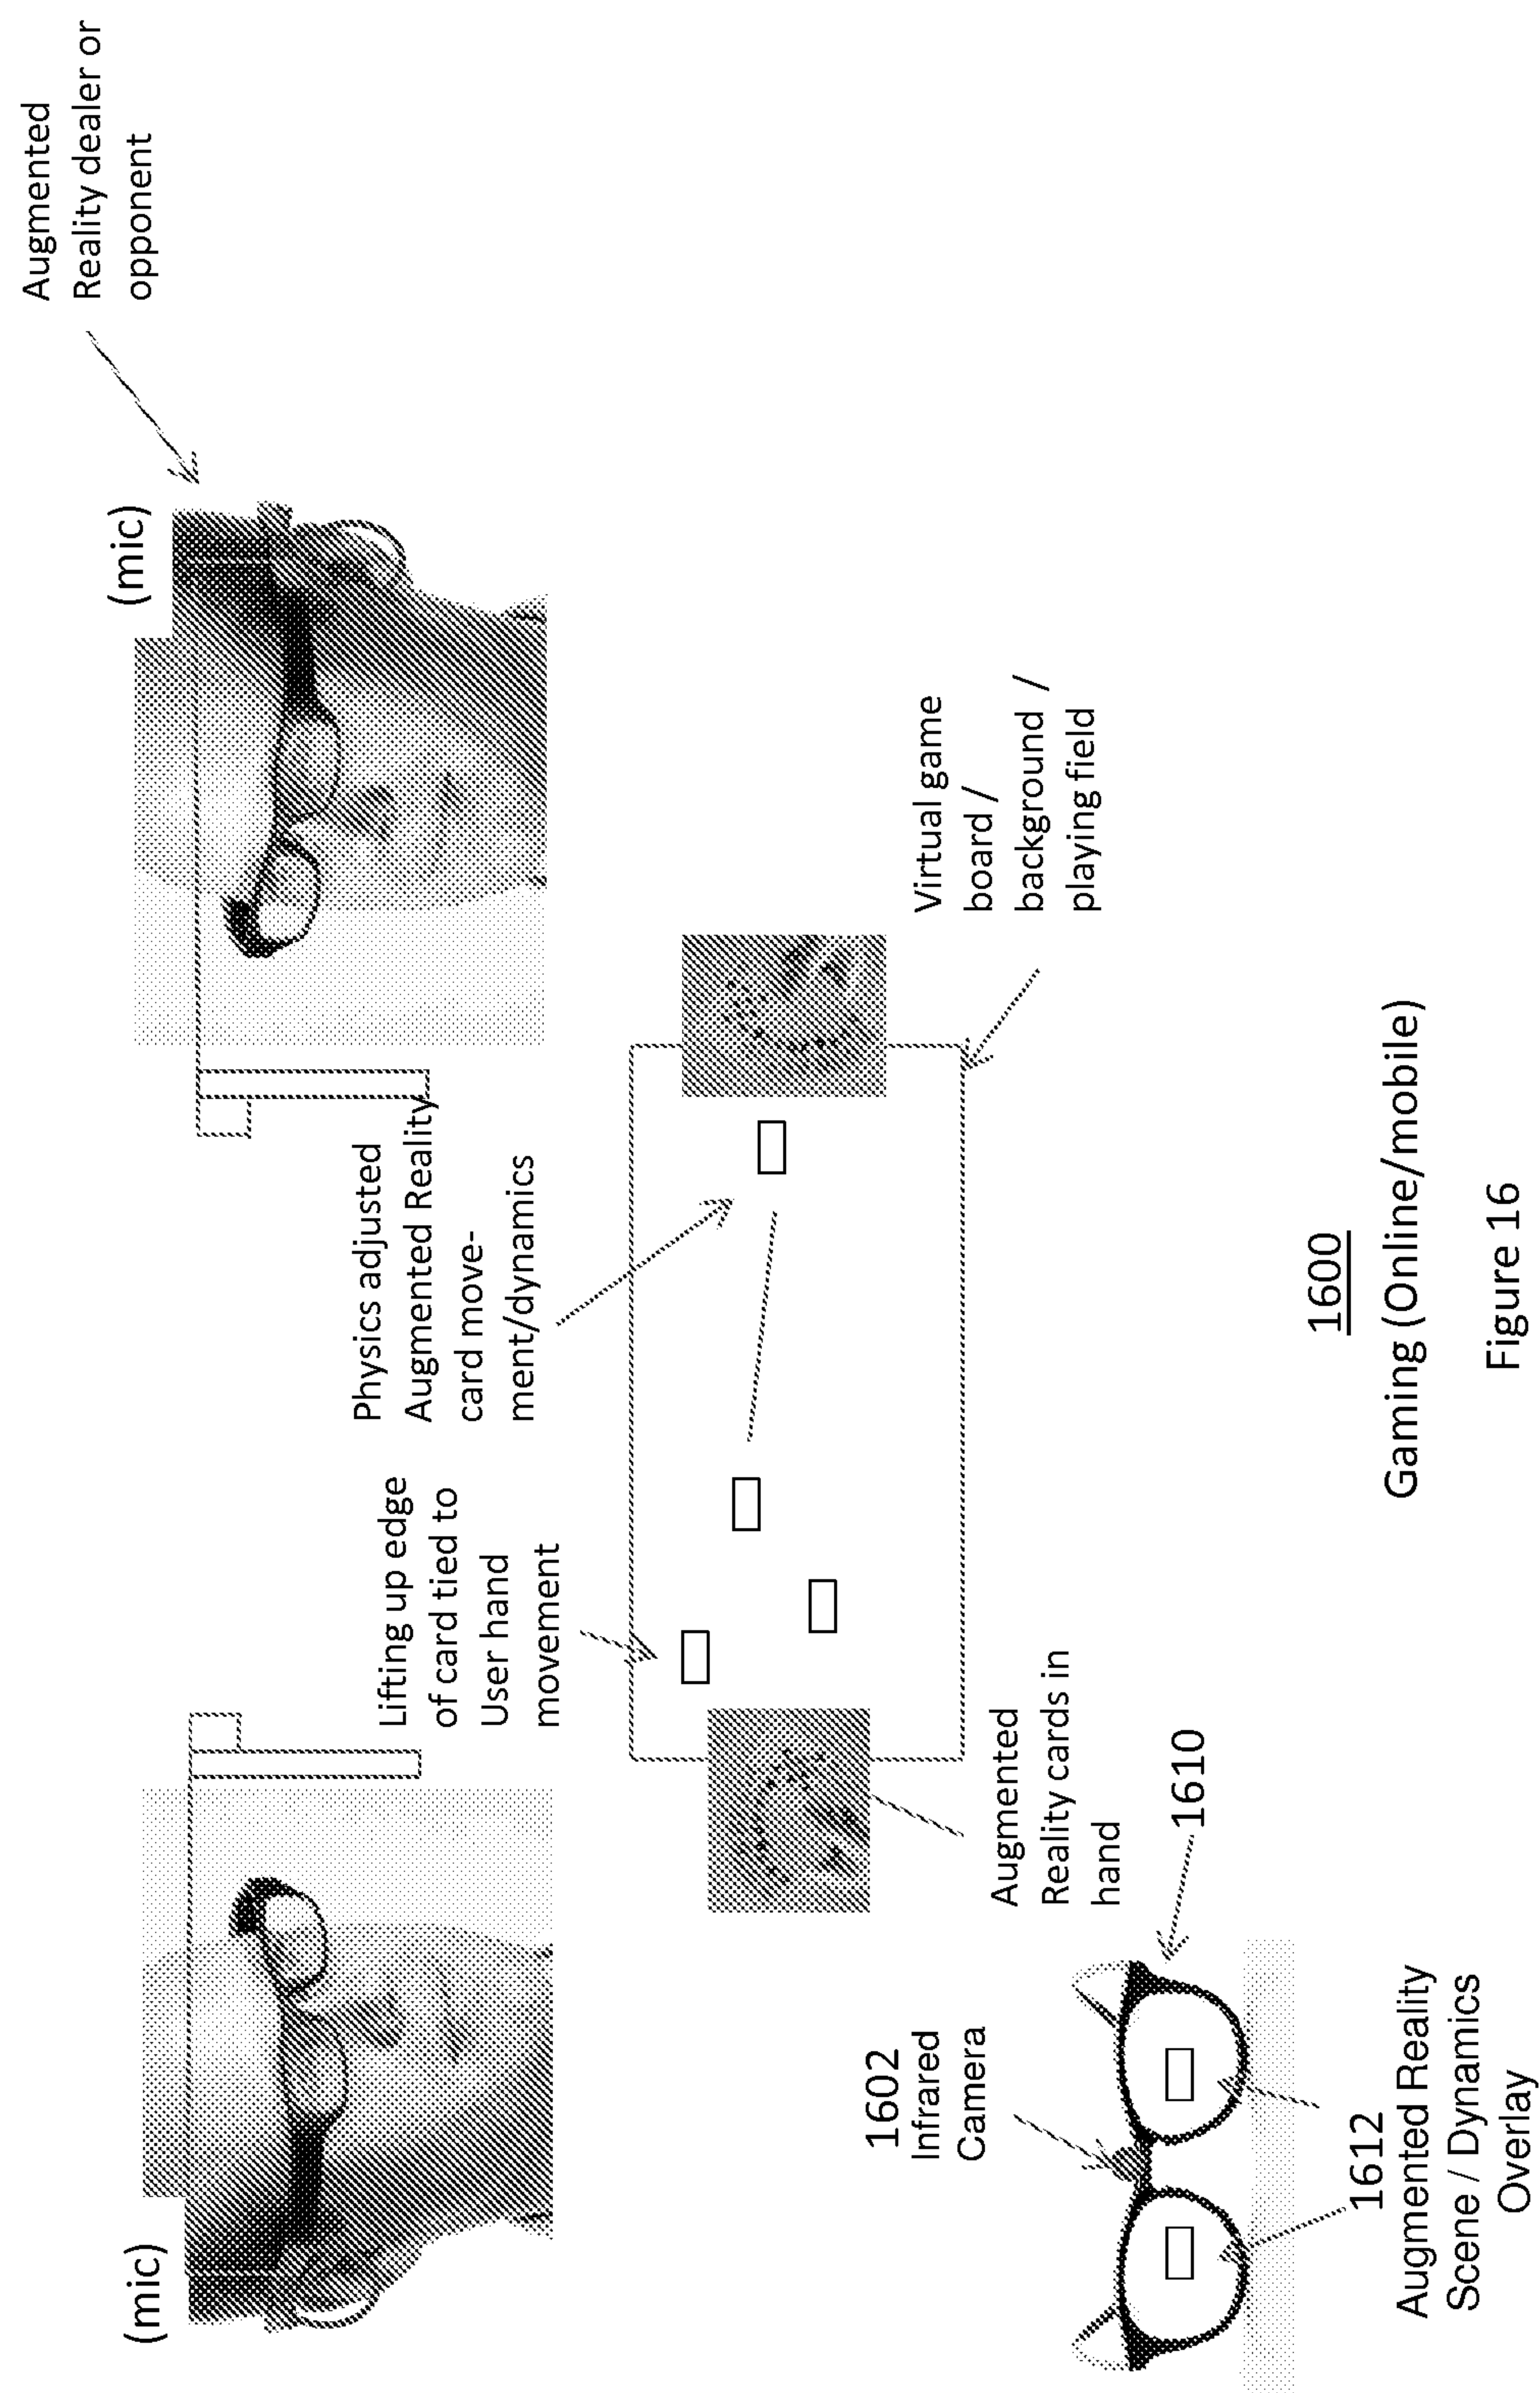 (mic)
(mic)
Augmented
Reality dealer or
opponent
Lifting up edge
of card tied to
User hand
movement
Physics adjusted
Augmented Reality
card move-
ment/dynamics
Augmented
Reality cards in
hand
Virtual game
board /
background /
playing field
1602
Infrared
Camera
1610
1612
Augmented Reality
Scene / Dynamics
Overlay
1600
Gaming (Online/mobile)
Figure 16